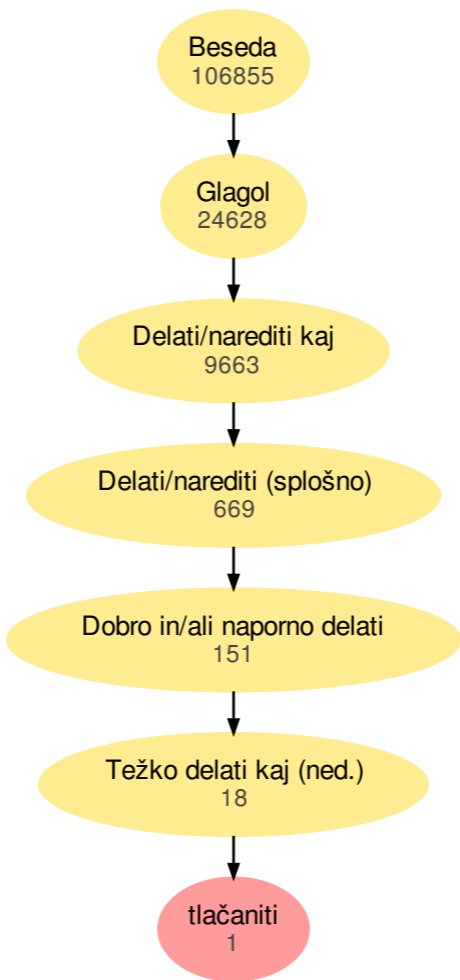 Beseda
106855
Glagol
24628
Delati/narediti kaj
9663
Delati/narediti (splošno)
669
Dobro in/ali naporno delati
151
Težko delati kaj (ned.)
18
tlačaniti
1